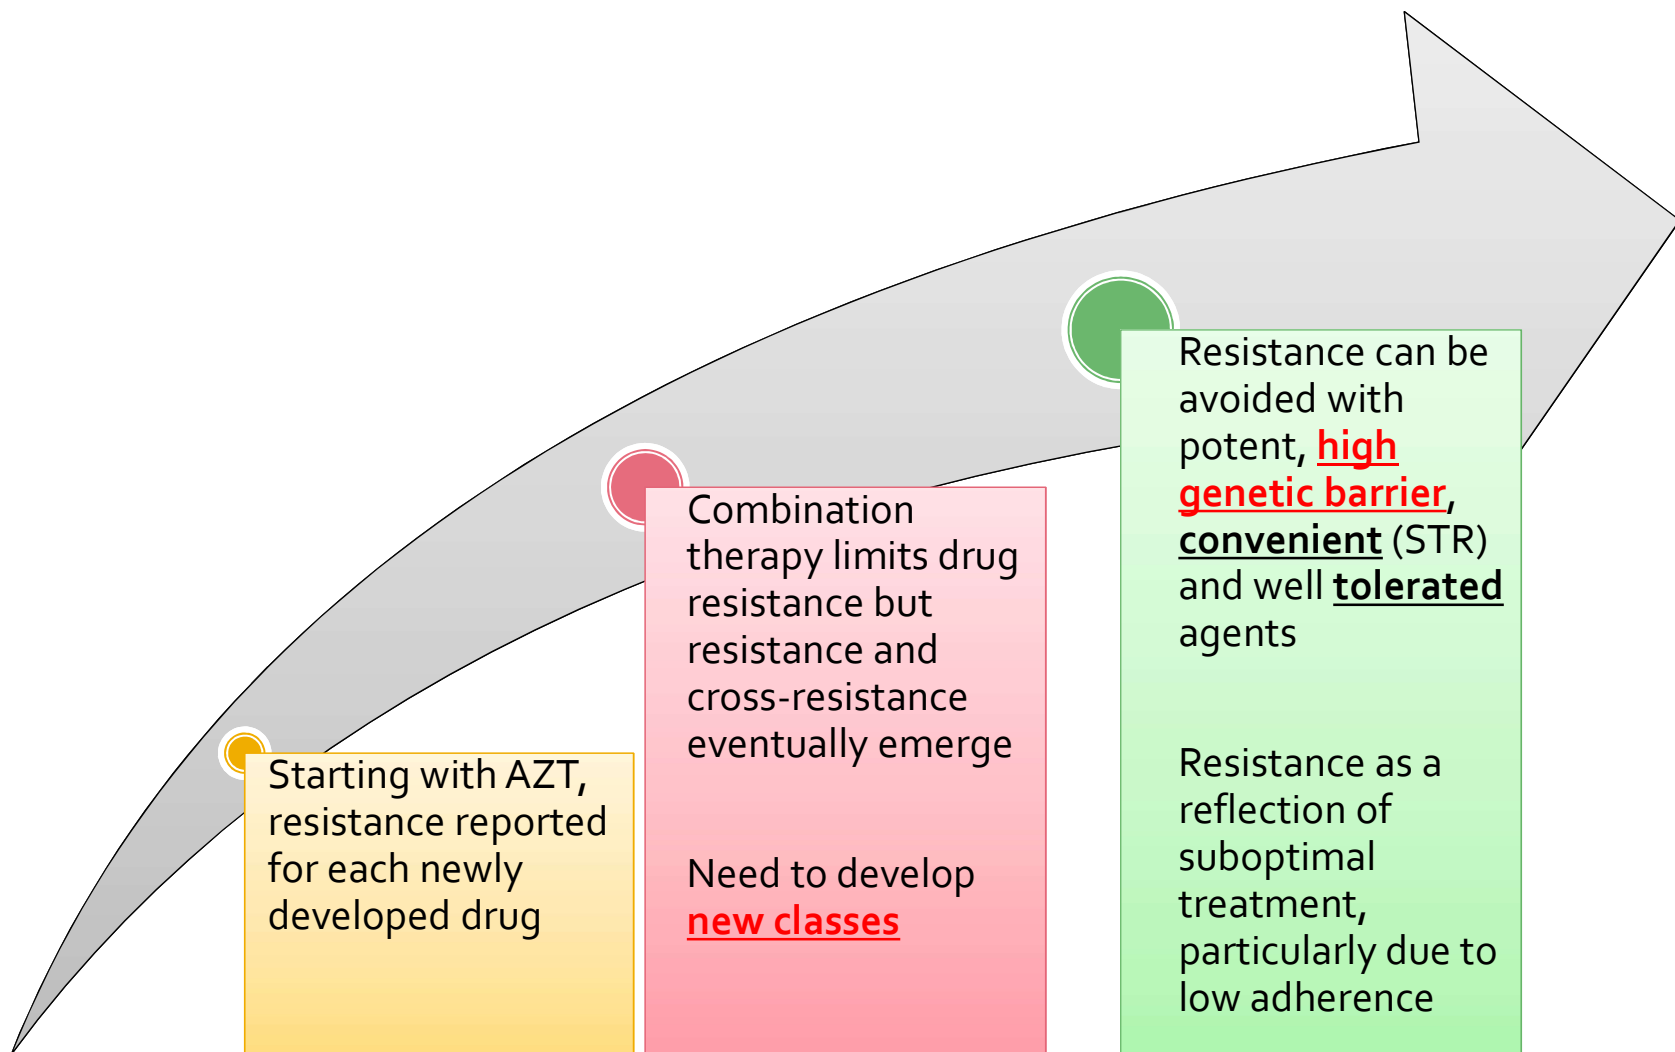 Starting with AZT,
resistance reported
for each newly
developed drug
Combination
therapy limits drug
resistance but
resistance and
cross-resistance
eventually emerge
Need to develop
new classes
Resistance can be
avoided with
potent, high
genetic barrier,
convenient (STR)
and well tolerated
agents
Resistance as a
reflection of
suboptimal
treatment,
particularly due to
low adherence